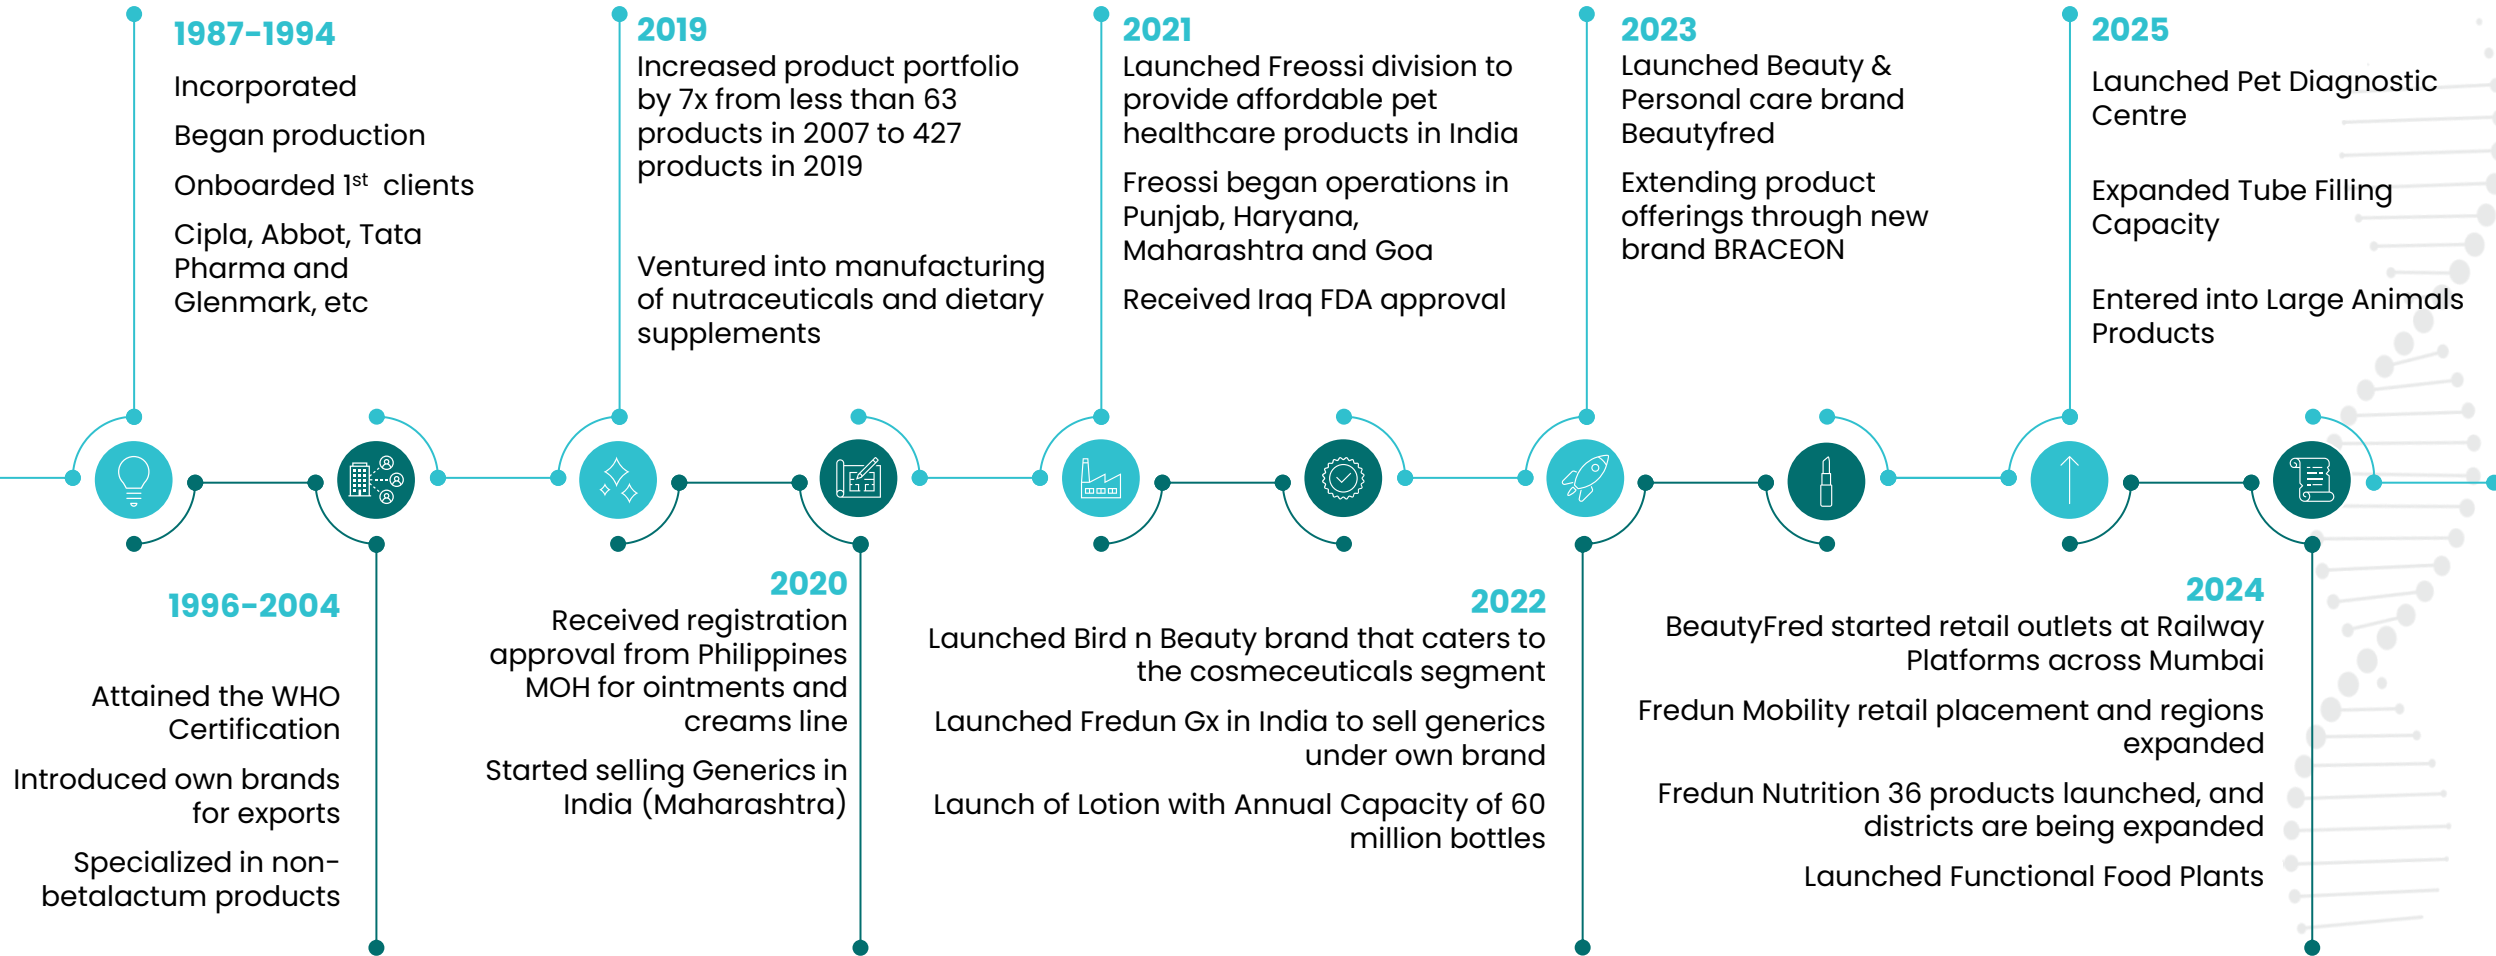 1987-1994
Incorporated
Began production
Onboarded 1st clients
Cipla, Abbot, Tata
Pharma and
Glenmark, etc
1996-2004
Attained the WHO
Certification
Introduced own brands
for exports
Specialized in non-
betalactum products
2019
Increased product portfolio
by 7x from less than 63
products in 2007 to 427
products in 2019
Ventured into manufacturing
of nutraceuticals and dietary
supplements
2020
Received registration
approval from Philippines
MOH for ointments and
creams line
Started selling Generics in
India (Maharashtra)
2021
Launched Freossi division to
provide affordable pet
healthcare products in India
Freossi began operations in
Punjab, Haryana,
Maharashtra and Goa
Received Iraq FDA approval
2022
Launched Bird n Beauty brand that caters to
the cosmeceuticals segment
Launched Fredun Gx in India to sell generics
under own brand
Launch of Lotion with Annual Capacity of 60
million bottles
2023
Launched Beauty &
Personal care brand
Beautyfred
Extending product
offerings through new
brand BRACEON
2024
BeautyFred started retail outlets at Railway
Platforms across Mumbai
Fredun Mobility retail placement and regions
expanded
Fredun Nutrition 36 products launched, and
districts are being expanded
Launched Functional Food Plants
2025
Launched Pet Diagnostic
Centre
Expanded Tube Filling
Capacity
Entered into Large Animals
Products